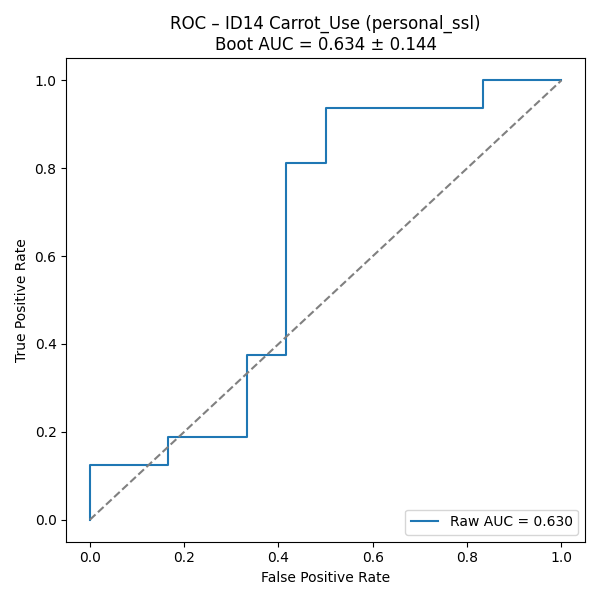 ROC – ID14 Carrot_Use (personal_ssl)
Boot AUC = 0.634 ± 0.144
1.0
0.8
0.6
0.4
0.2
0.0
True Positive Rate
Raw AUC = 0.630
0.0 0.2 0.4 0.6 0.8 1.0
False Positive Rate